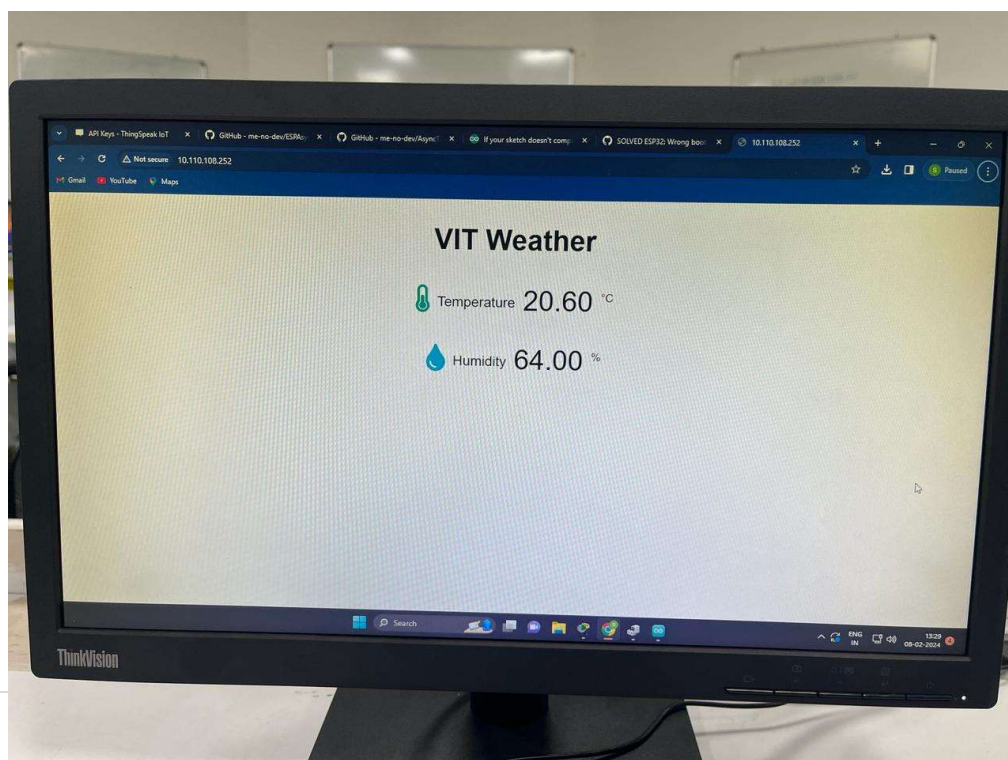 API Keys - ThingSpeak IoT
GitHub - me-no-dev/ESPAs
GitHub - me-no-dev/AsyncT
If your sketch doesn't comp
SOLVED ESP32: Wrong boo
10.110.108.252
Not secure 10.110.108.252
Paused
Gmail YouTube Maps
VIT Weather
Temperature 20.60 °C
Humidity 64.00 %
Search
ENG
IN
13:29
08-02-2024
ThinkVision